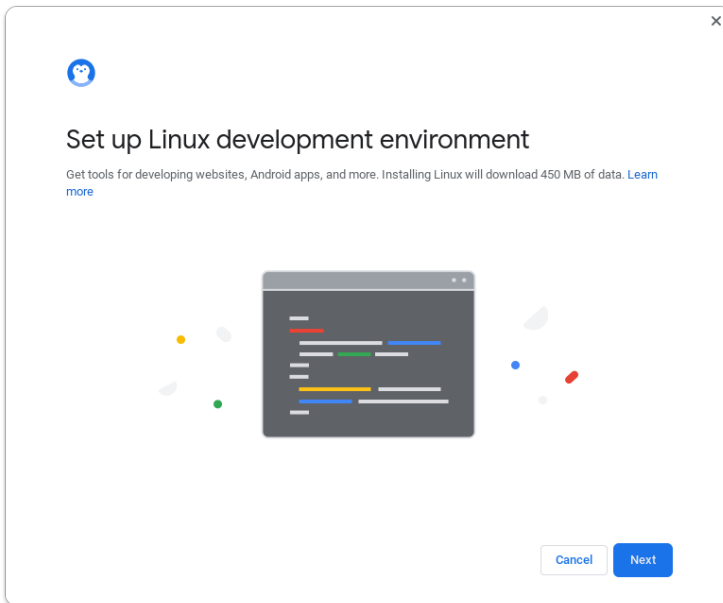 Set up Linux development environment
Get tools for developing websites, Android apps, and more. Installing Linux will download 450 MB of data. Learn
more
Cancel
Next